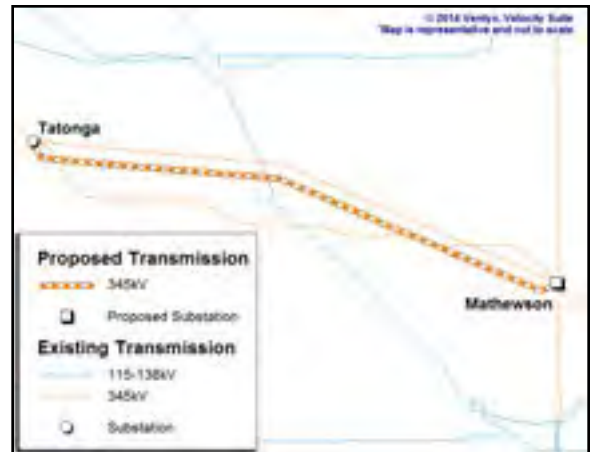 © 2014 Ventyx, Velocity Suite
*Map is representative and not to scale
Tatonga
Mathewson
Proposed Transmission
345kV
Proposed Substation
Existing Transmission
115-138kV
345kV
Substation